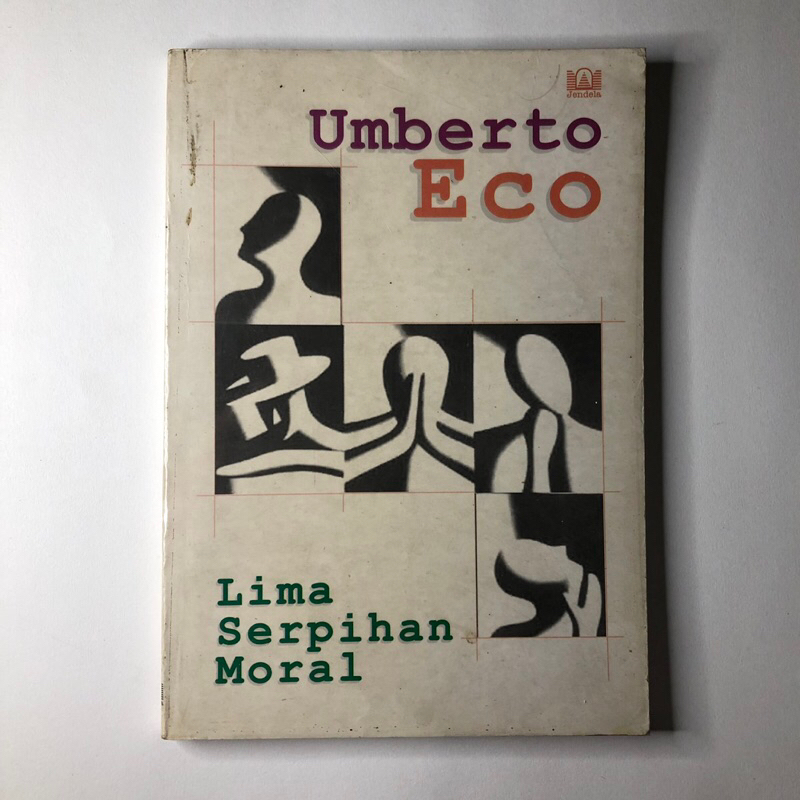 Jendela
Umberto
Eco
Lima
Serpihan
Moral